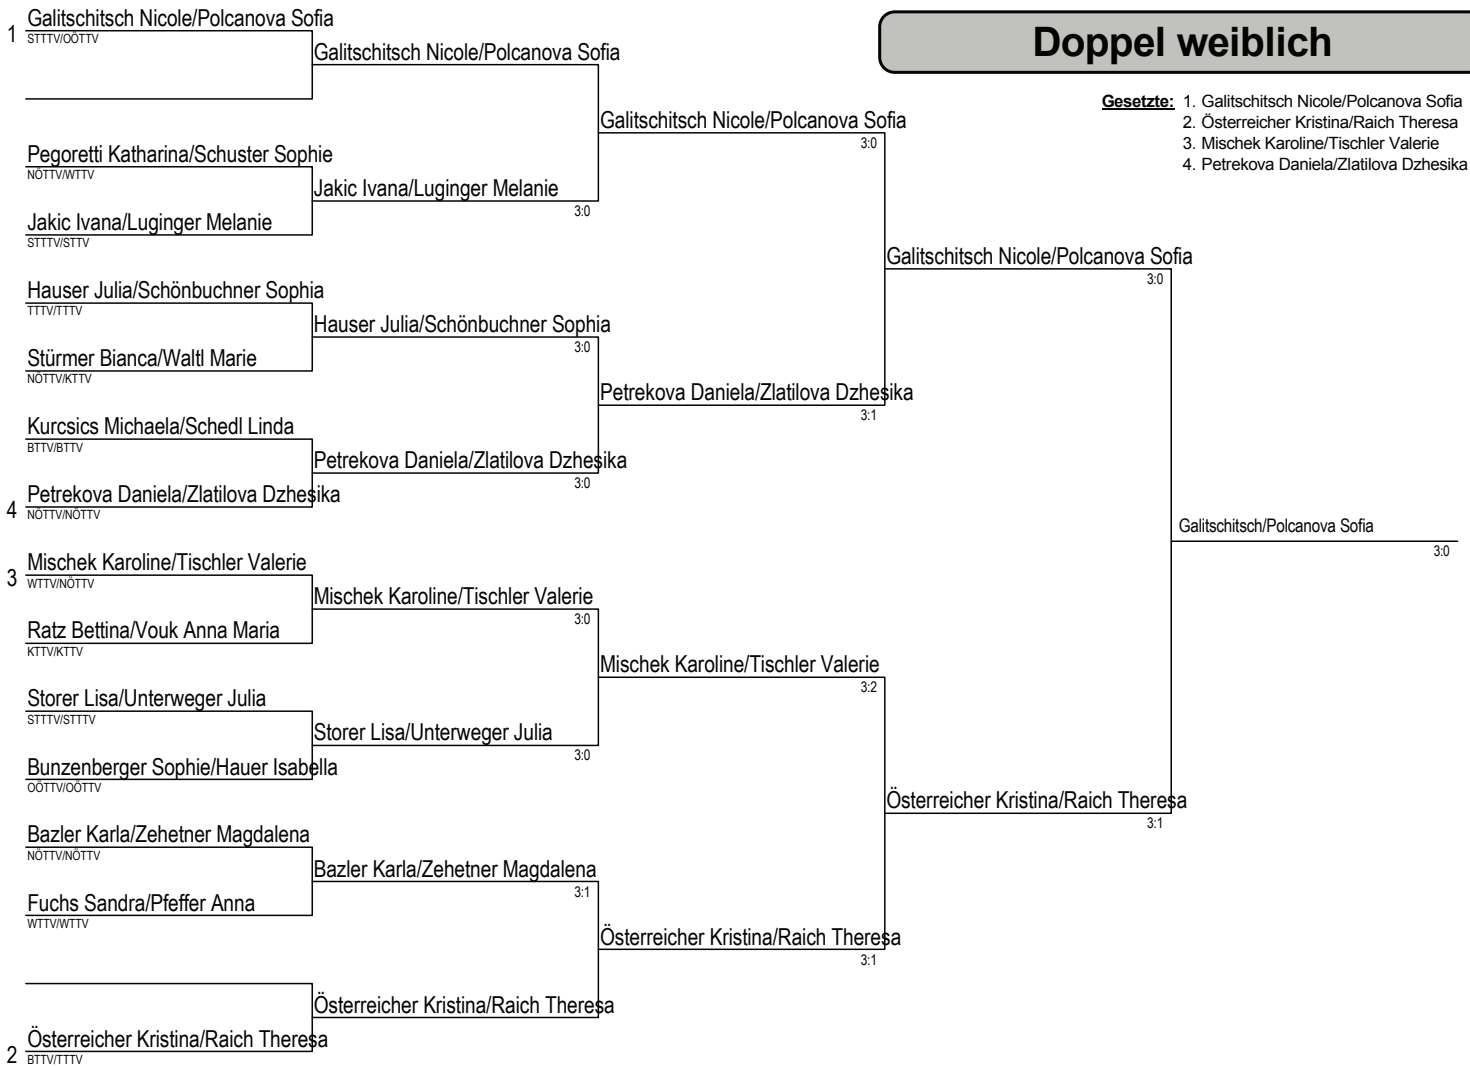 Doppel weiblich
Gesetzte: 1. Galitschitsch Nicole/Polcanova Sofia
2. Österreicher Kristina/Raich Theresa
3. Mischek Karoline/Tischler Valerie
4. Petrekova Daniela/Zlatilova Dzhesika
1 Galitschitsch Nicole/Polcanova Sofia
STTTV/OÖTTV
Pegoretti Katharina/Schuster Sophie
NÖTTV/WTTV
Jakic Ivana/Luginger Melanie
STTTV/STTV
Hauser Julia/Schönbuchner Sophia
TTTV/TTTV
Stürmer Bianca/Waltl Marie
NÖTTV/KTTV
Kurcsics Michaela/Schedl Linda
BTTV/BTTV
4 Petrekova Daniela/Zlatilova Dzhesika
NÖTTV/NÖTTV
3 Mischek Karoline/Tischler Valerie
WTTV/NÖTTV
Ratz Bettina/Vouk Anna Maria
KTTV/KTTV
Storer Lisa/Unterweger Julia
STTTV/STTTV
Bunzenberger Sophie/Hauer Isabella
OÖTTV/OÖTTV
Bazler Karla/Zehetner Magdalena
NÖTTV/NÖTTV
Fuchs Sandra/Pfeffer Anna
WTTV/WTTV
2 Österreicher Kristina/Raich Theresa
BTTV/TTTV
Galitschitsch Nicole/Polcanova Sofia
Jakic Ivana/Luginger Melanie
3:0
Hauser Julia/Schönbuchner Sophia
3:0
Petrekova Daniela/Zlatilova Dzhesika
3:0
Mischek Karoline/Tischler Valerie
3:0
Storer Lisa/Unterweger Julia
3:0
Bazler Karla/Zehetner Magdalena
3:1
Österreicher Kristina/Raich Theresa
Galitschitsch Nicole/Polcanova Sofia
3:0
Petrekova Daniela/Zlatilova Dzhesika
3:1
Mischek Karoline/Tischler Valerie
3:2
Österreicher Kristina/Raich Theresa
3:1
Galitschitsch Nicole/Polcanova Sofia
3:0
Österreicher Kristina/Raich Theresa
3:1
Galitschitsch/Polcanova Sofia
3:0